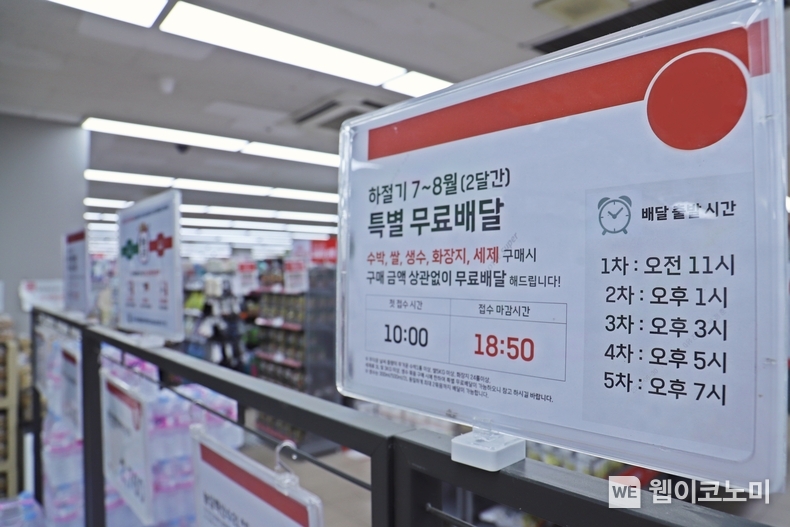 하절기 7~8월 (2달간)
특별 무료배달
수박, 쌀, 생수, 화장지, 세제 구매시
구매 금액 상관없이 무료배달 해드립니다!
첫 접수 시간
접수 마감시간
10:00
18:50
배달 출발 시간
1차 : 오전 11시
2차 : 오후 1시
3차 : 오후 3시
4차 : 오후 5시
5차 : 오후 7시
WE 웹이코노미